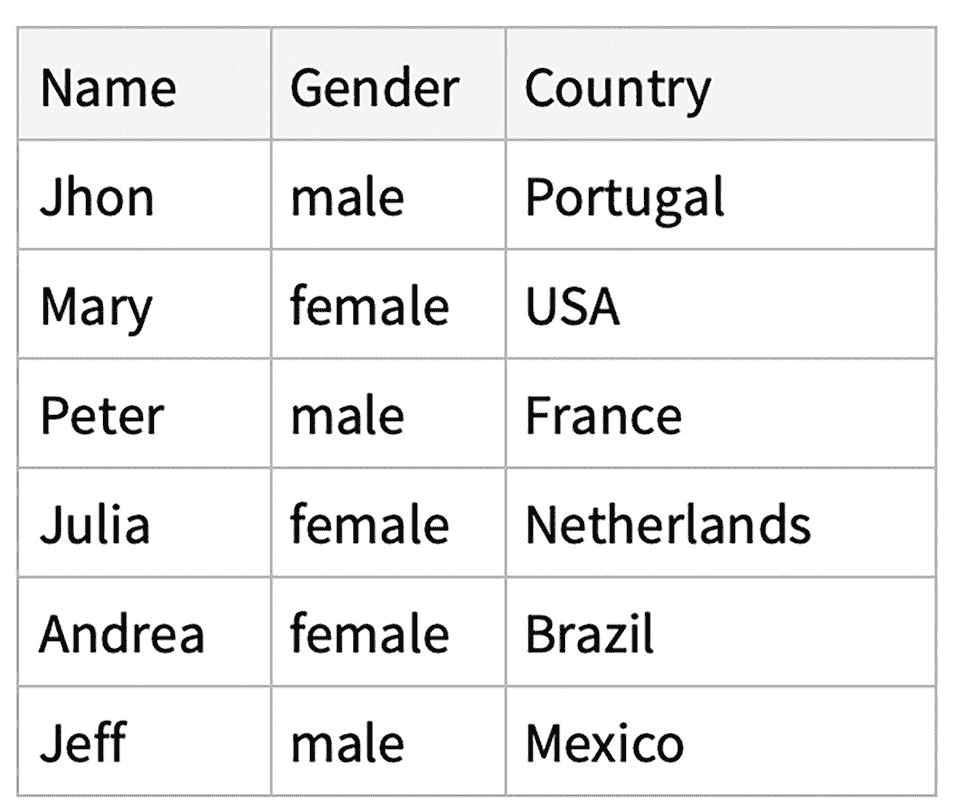 Name Gender Country
Jhon male Portugal
Mary female USA
Peter male France
Julia female Netherlands
Andrea female Brazil
Jeff male Mexico